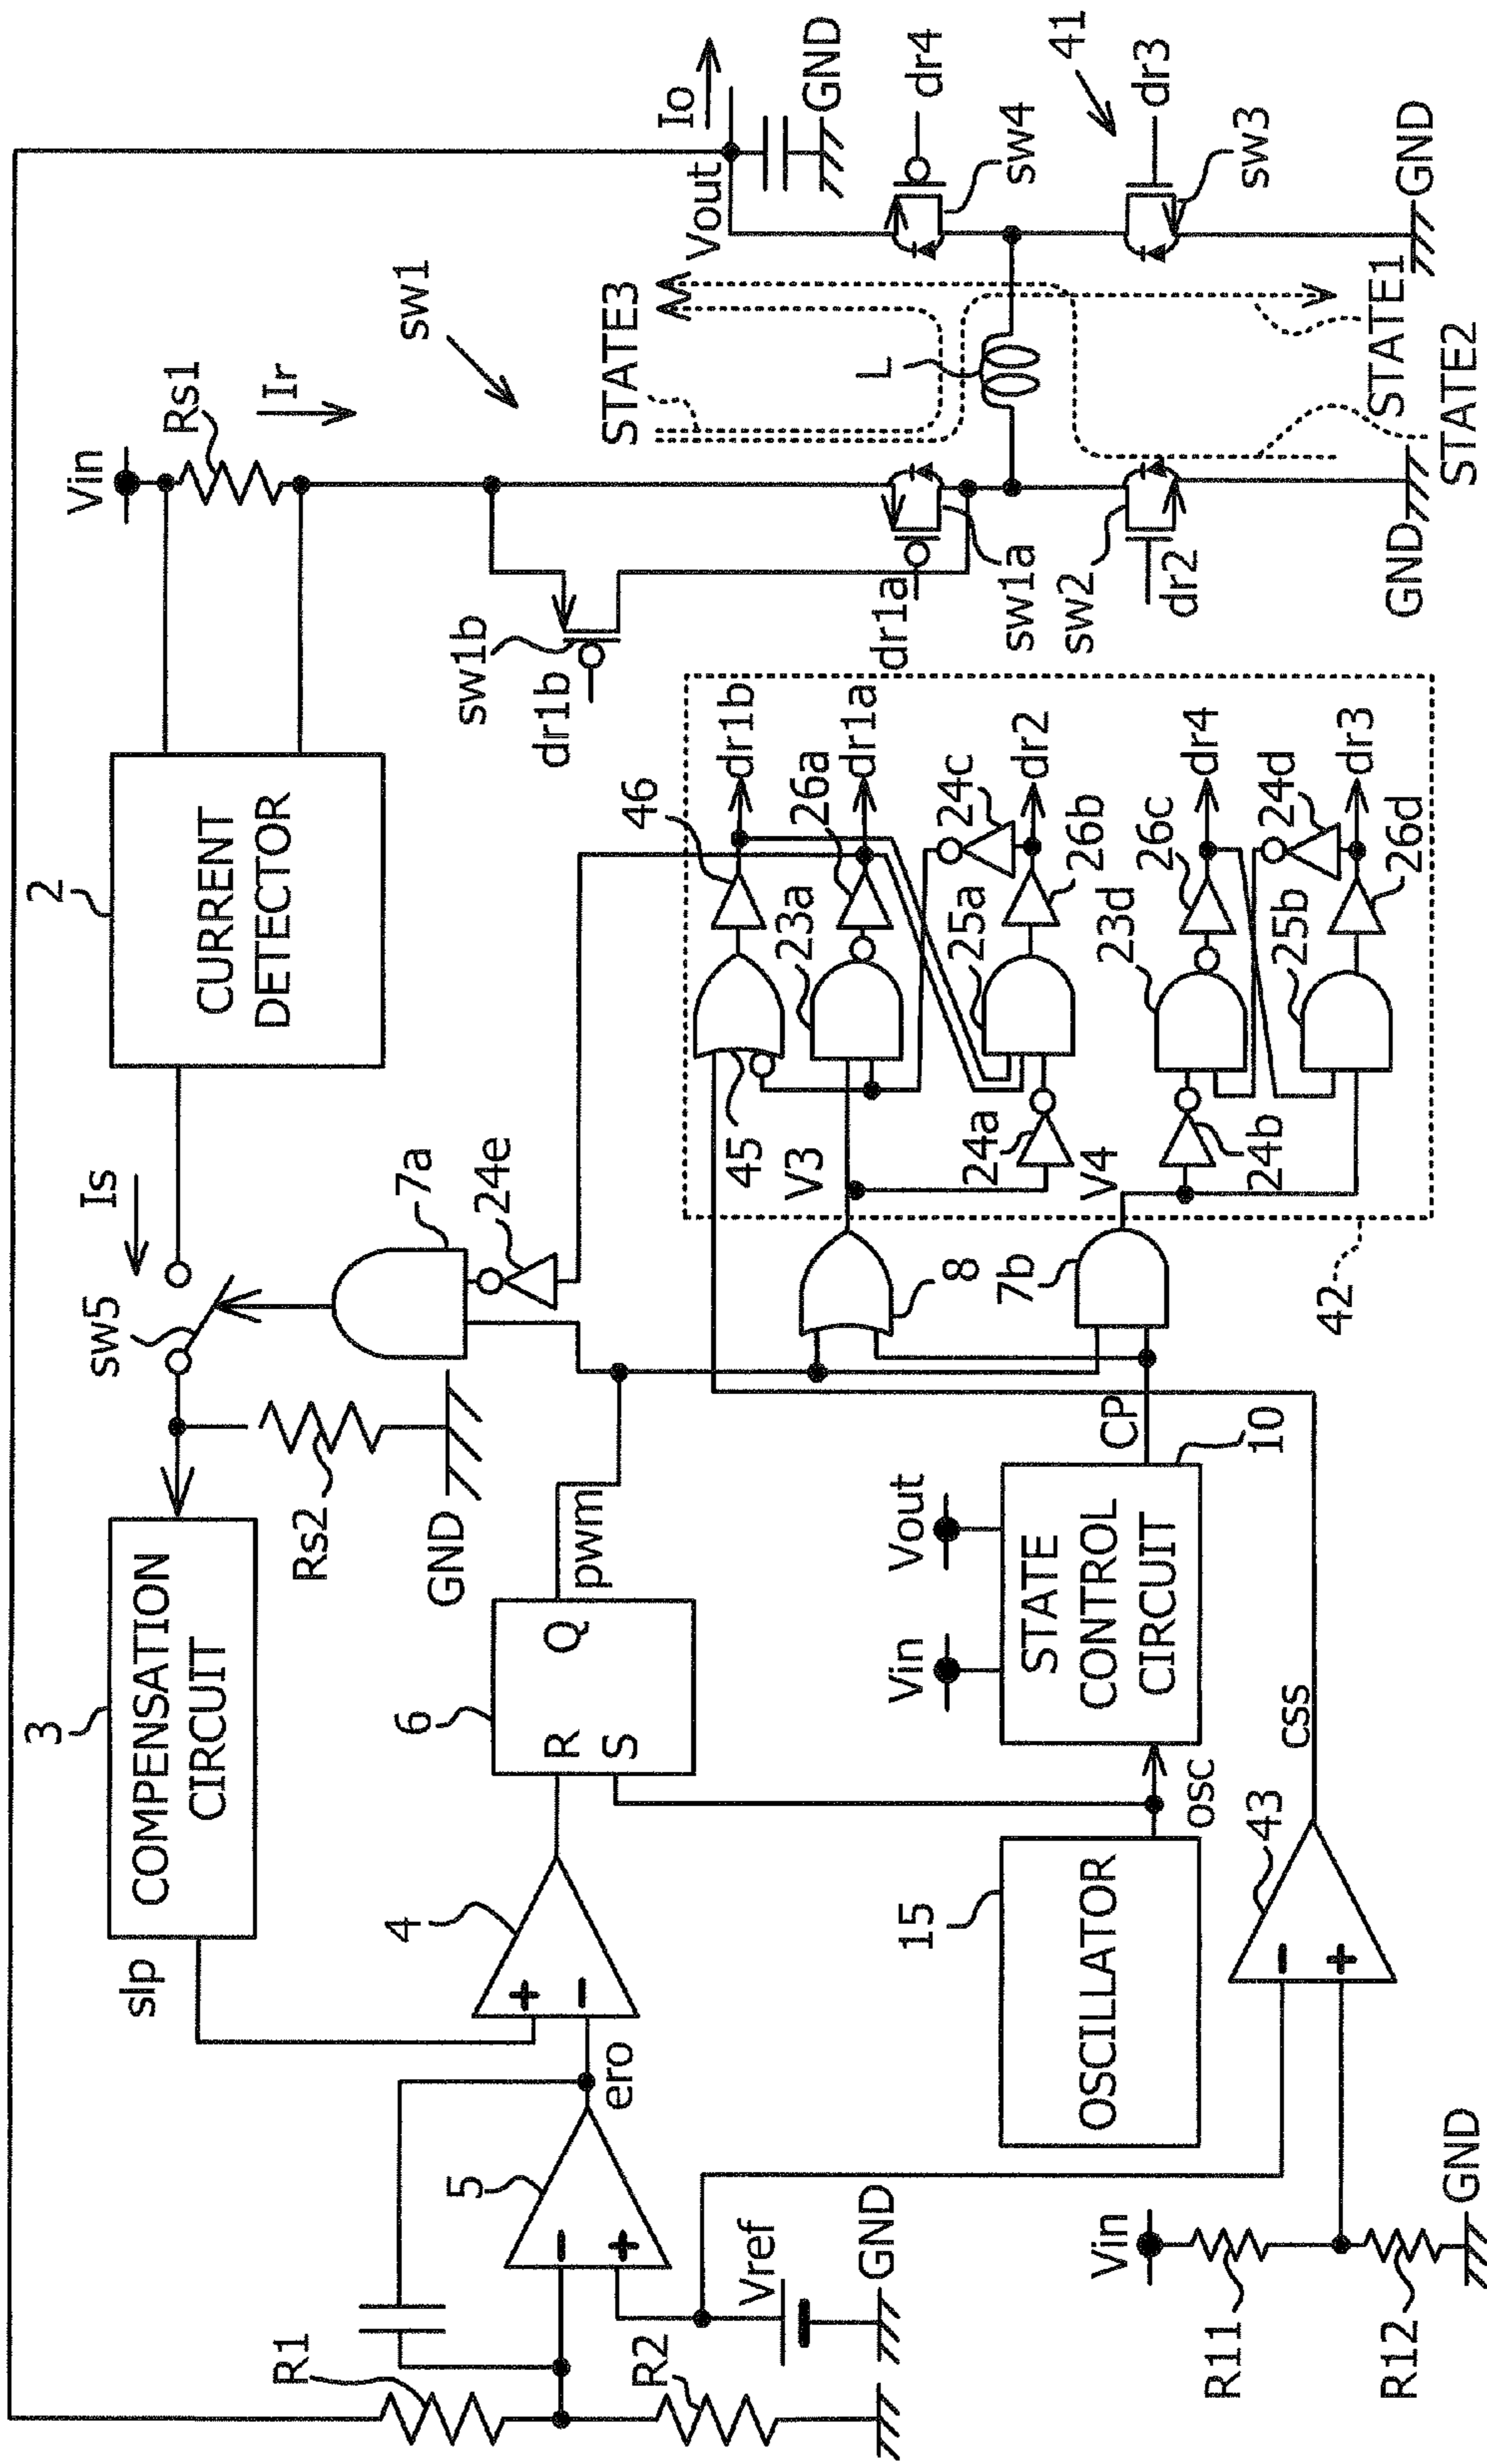 Vin
Rs1
Ir
sw1
2
CURRENT
DETECTOR
Is
sw5
7a
24e
Rs2
GND
3
COMPENSATION
CIRCUIT
slp
4
+
−
ero
5
−
+
R1
R2
Vref
GND
6
R
S
Q
pwm
sw1b
dr1b
dr1a
sw1a
sw2
dr2
GND
STATE3
L
STATE1
STATE2
Vout
Io
GND
dr4
sw4
41
dr3
sw3
GND
46
dr1b
26a
dr1a
23a
24c
25a
dr2
26b
23d
26c
dr4
24d
25b
dr3
26d
45
V3
24a
V4
24b
8
7b
42
CP
10
Vin
Vout
STATE
CONTROL
CIRCUIT
15
OSCILLATOR
osc
css
43
−
+
Vin
R11
R12
GND